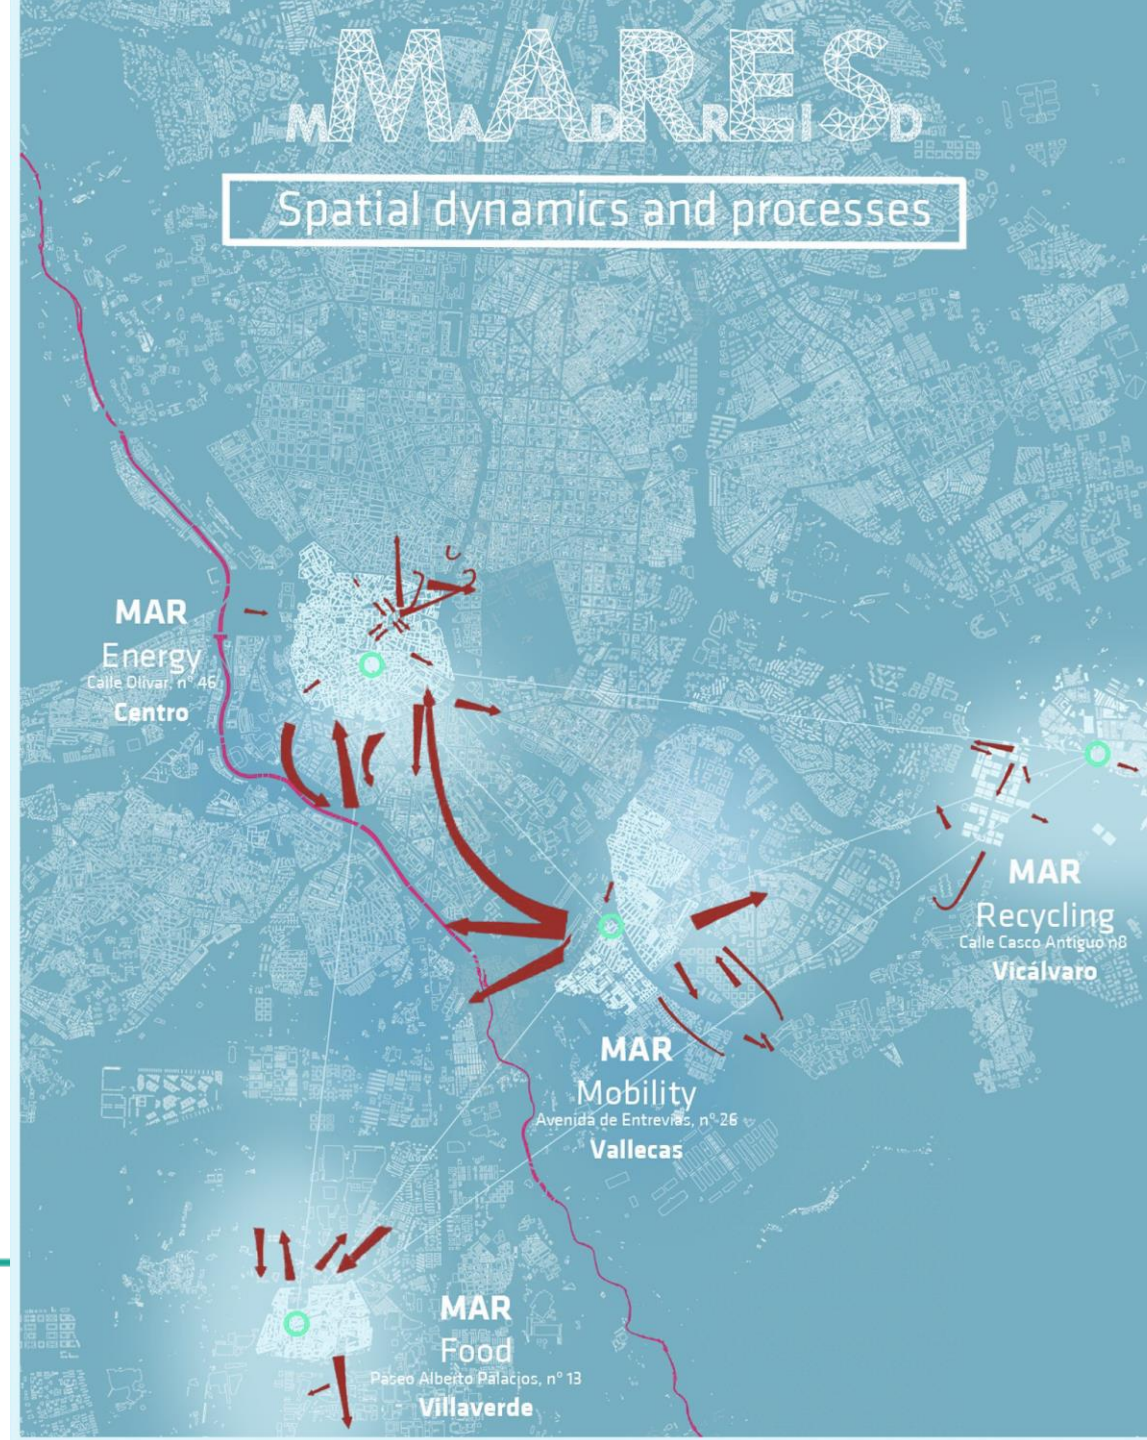 MARES
MADRID
Spatial dynamics and processes
MAR
Energy
Calle Olivar, nº 46
Centro
MAR
Recycling
Calle Casco Antiguo n8
Vicálvaro
MAR
Mobility
Avenida de Entrevías, nº-26
Vallecas
MAR
Food
Paseo Alberto Palacios, nº 13
Villaverde